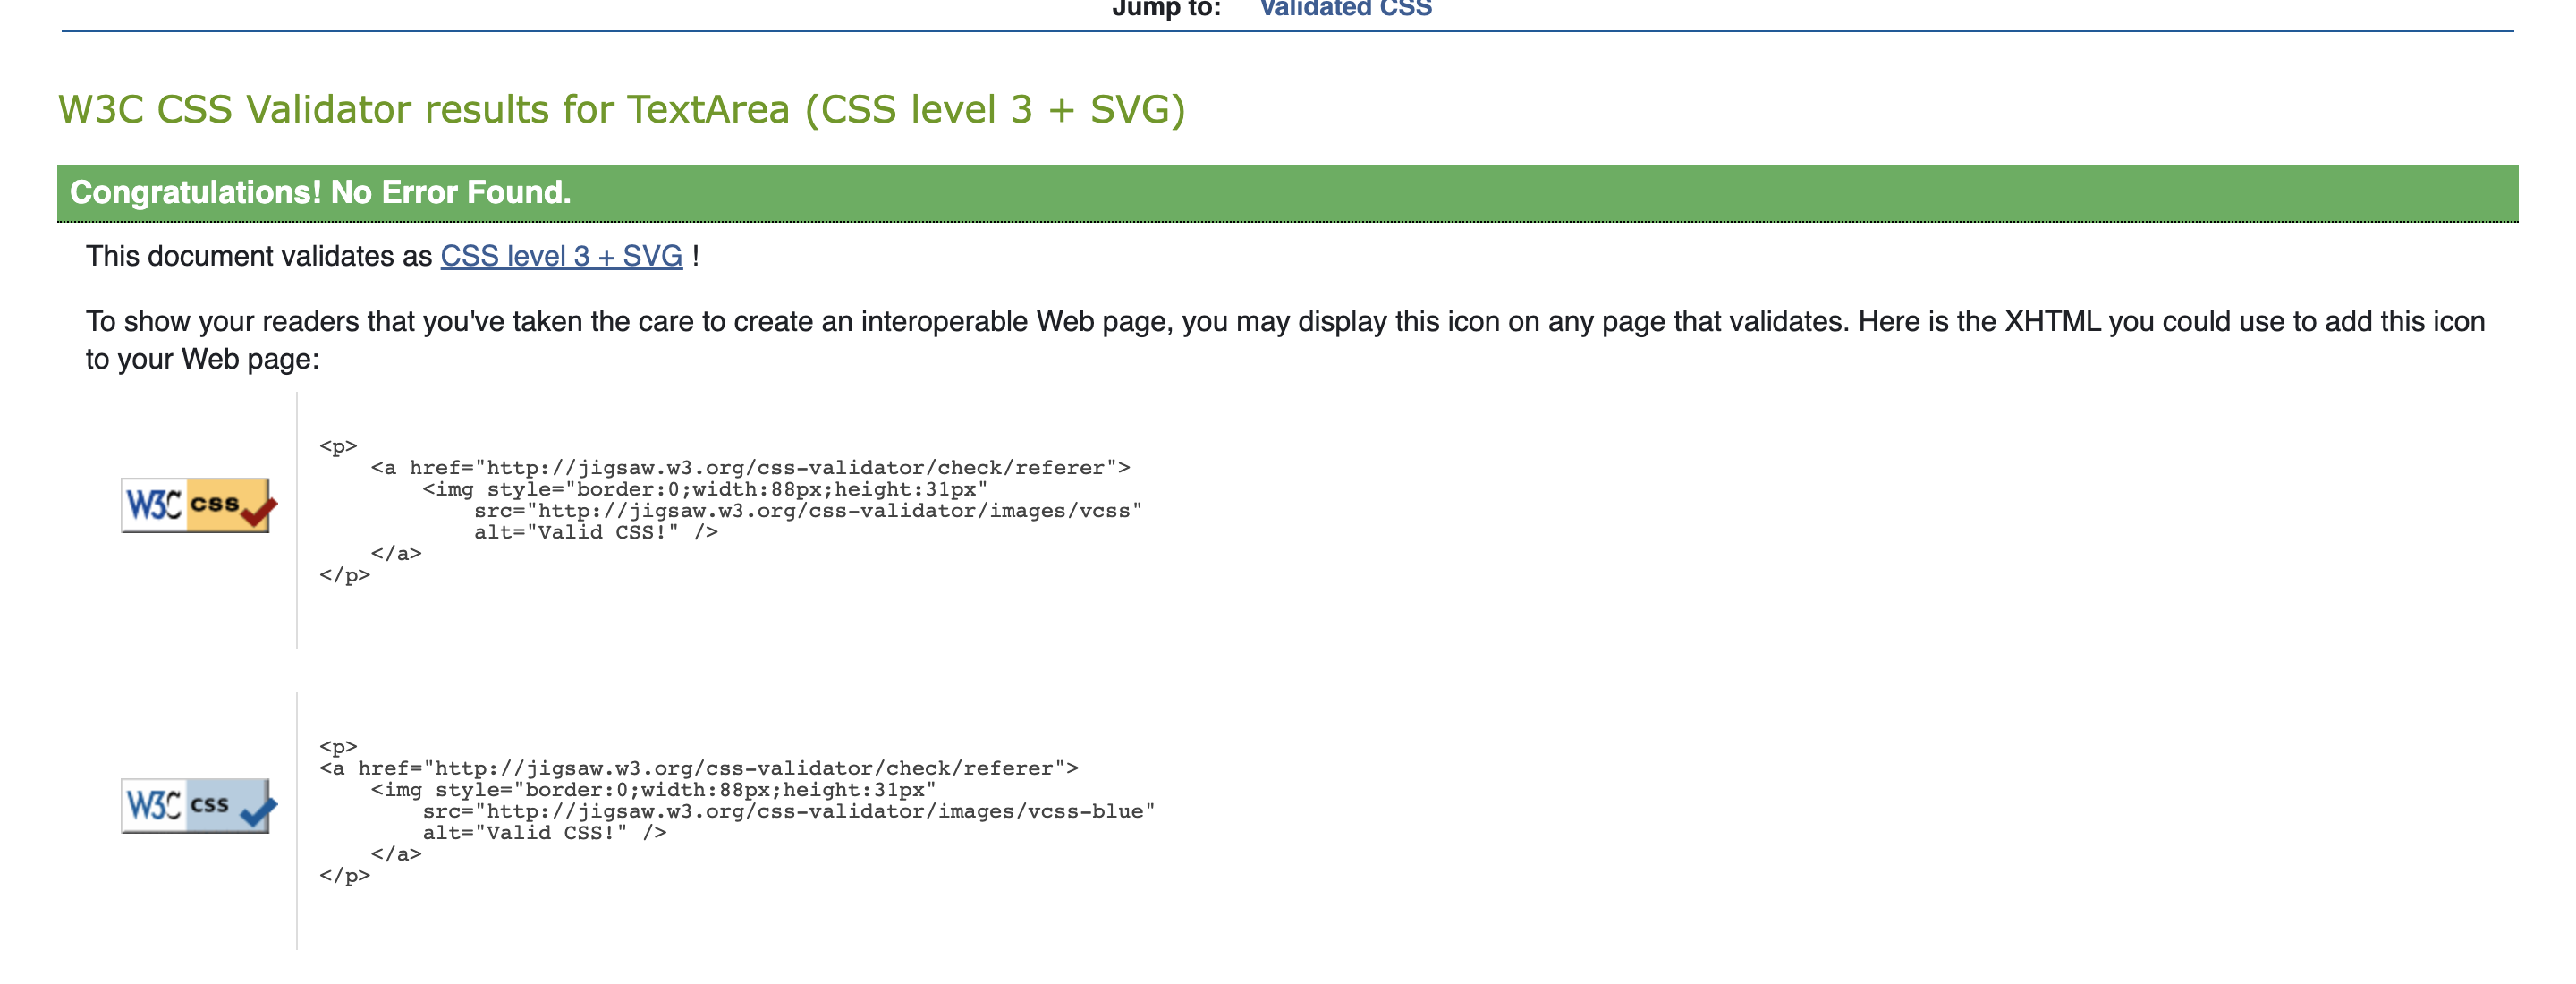 Jump to: Validated CSS
W3C CSS Validator results for TextArea (CSS level 3 + SVG)
Congratulations! No Error Found.
This document validates as CSS level 3 + SVG !
To show your readers that you've taken the care to create an interoperable Web page, you may display this icon on any page that validates. Here is the XHTML you could use to add this icon
to your Web page:
<p>
    <a href="http://jigsaw.w3.org/css-validator/check/referer">
        <img style="border:0;width:88px;height:31px"
            src="http://jigsaw.w3.org/css-validator/images/vcss"
            alt="Valid CSS!" />
    </a>
</p>
W3C css
<p>
<a href="http://jigsaw.w3.org/css-validator/check/referer">
    <img style="border:0;width:88px;height:31px"
        src="http://jigsaw.w3.org/css-validator/images/vcss-blue"
        alt="Valid CSS!" />
    </a>
</p>
W3C css